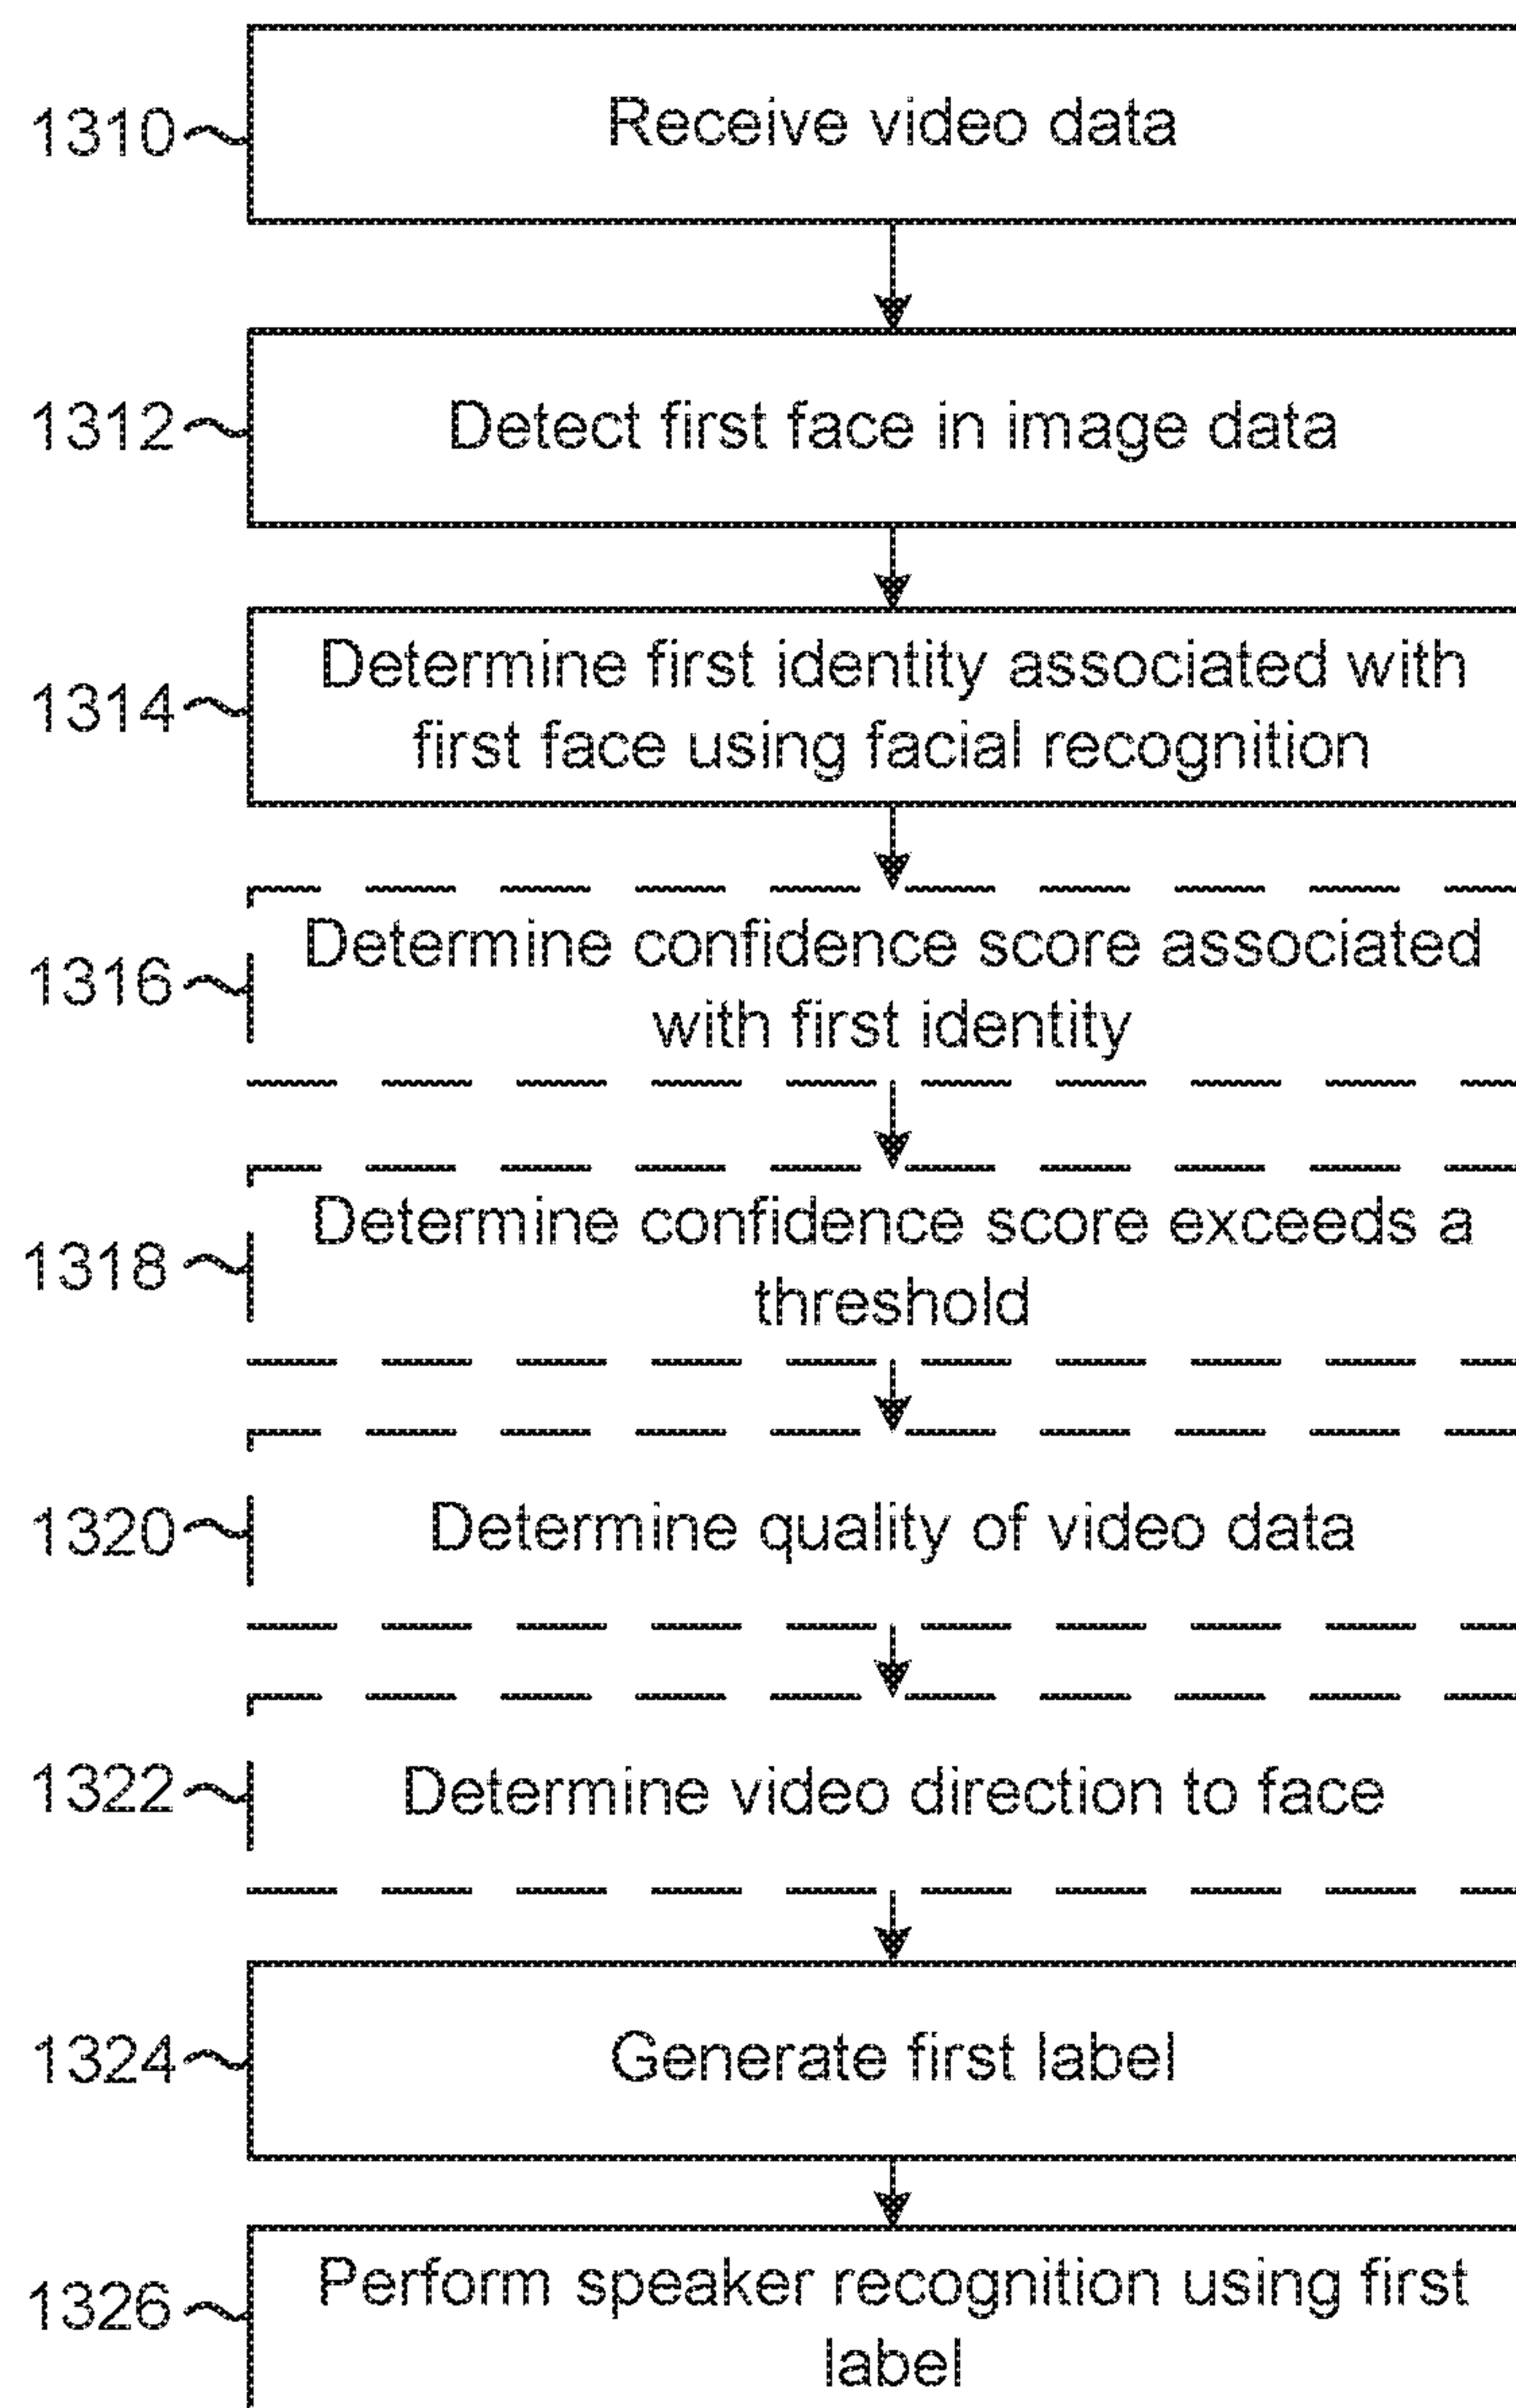 1310
Receive video data
1312
Detect first face in image data
1314
Determine first identity associated with
first face using facial recognition
1316
Determine confidence score associated
with first identity
1318
Determine confidence score exceeds a
threshold
1320
Determine quality of video data
1322
Determine video direction to face
1324
Generate first label
1326
Perform speaker recognition using first
label